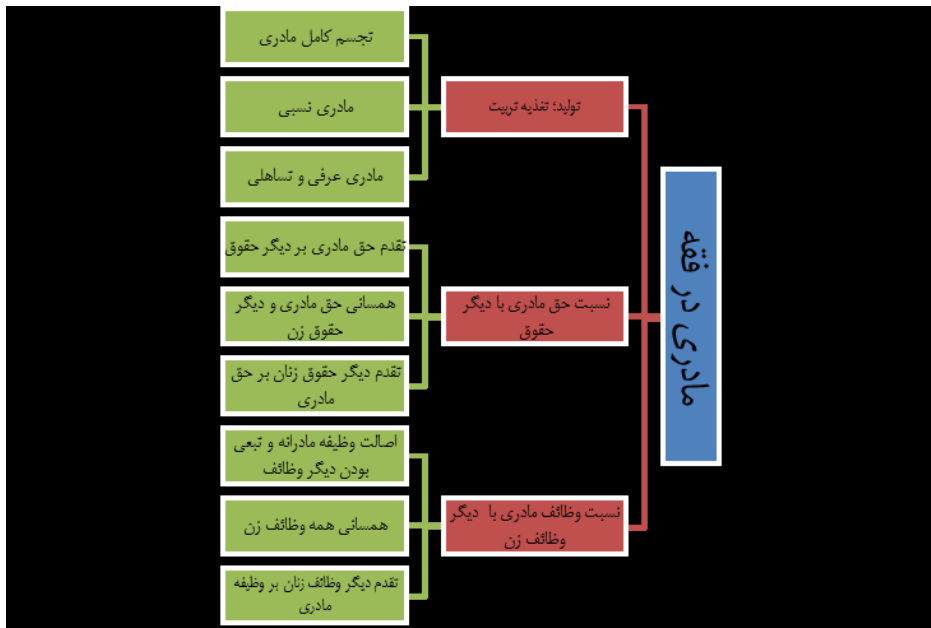 مادری در فقه
تولید؛ تغذیه تربیت
تجسم کامل مادری
مادری نسبی
مادری عرفی و تساهلی
نسبت حق مادری با دیگر
حقوق
تقدم حق مادری بر دیگر حقوق
همسانی حق مادری و دیگر
حقوق زن
تقدم دیگر حقوق زنان بر حق
مادری
نسبت وظائف مادری با دیگر
وظائف زن
اصالت وظیفه مادرانه و تبعی
بودن دیگر وظائف
همسانی همه وظائف زن
تقدم دیگر وظائف زنان بر وظیفه
مادری